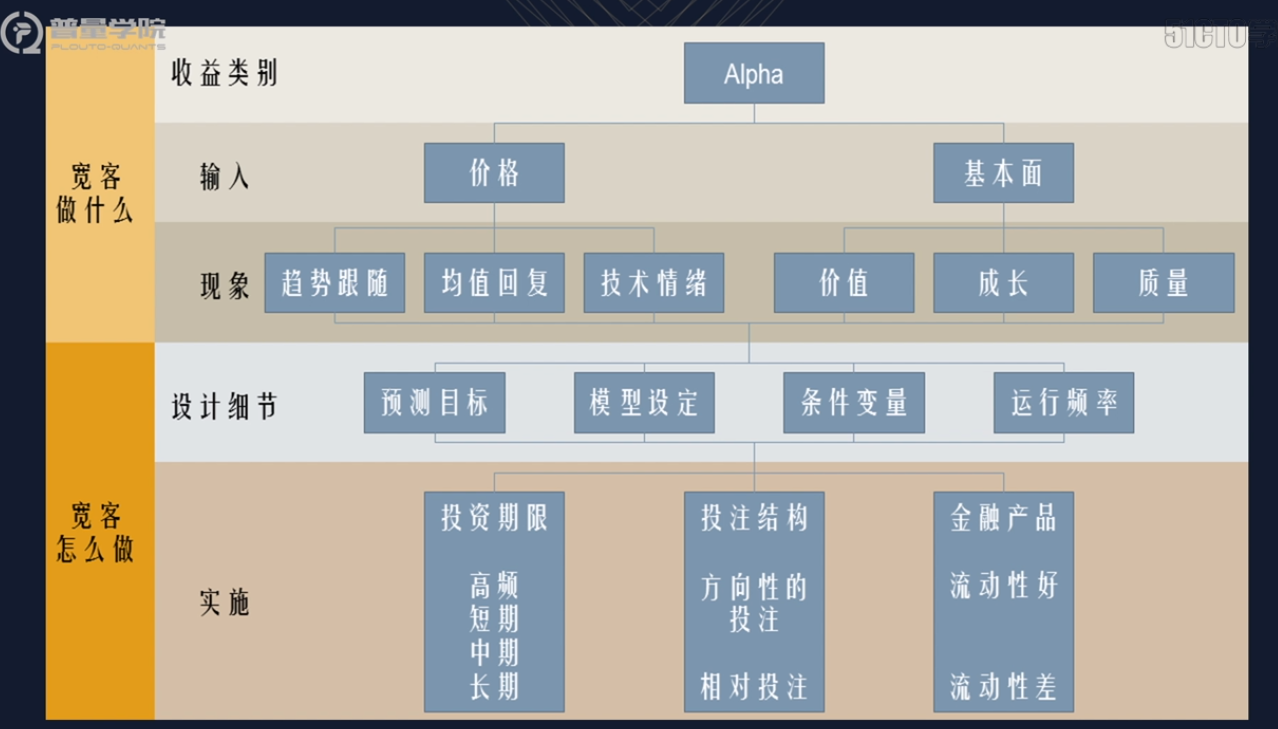 普量学院
PLOUTO-QUANTS
51CTO学
收益类别
Alpha
宽客
做什么
输入
价格
基本面
现象
趋势跟随
均值回复
技术情绪
价值
成长
质量
设计细节
预测目标
模型设定
条件变量
运行频率
宽客
怎么做
实施
投资期限
高频
短期
中期
长期
投注结构
方向性的
投注
相对投注
金融产品
流动性好
流动性差